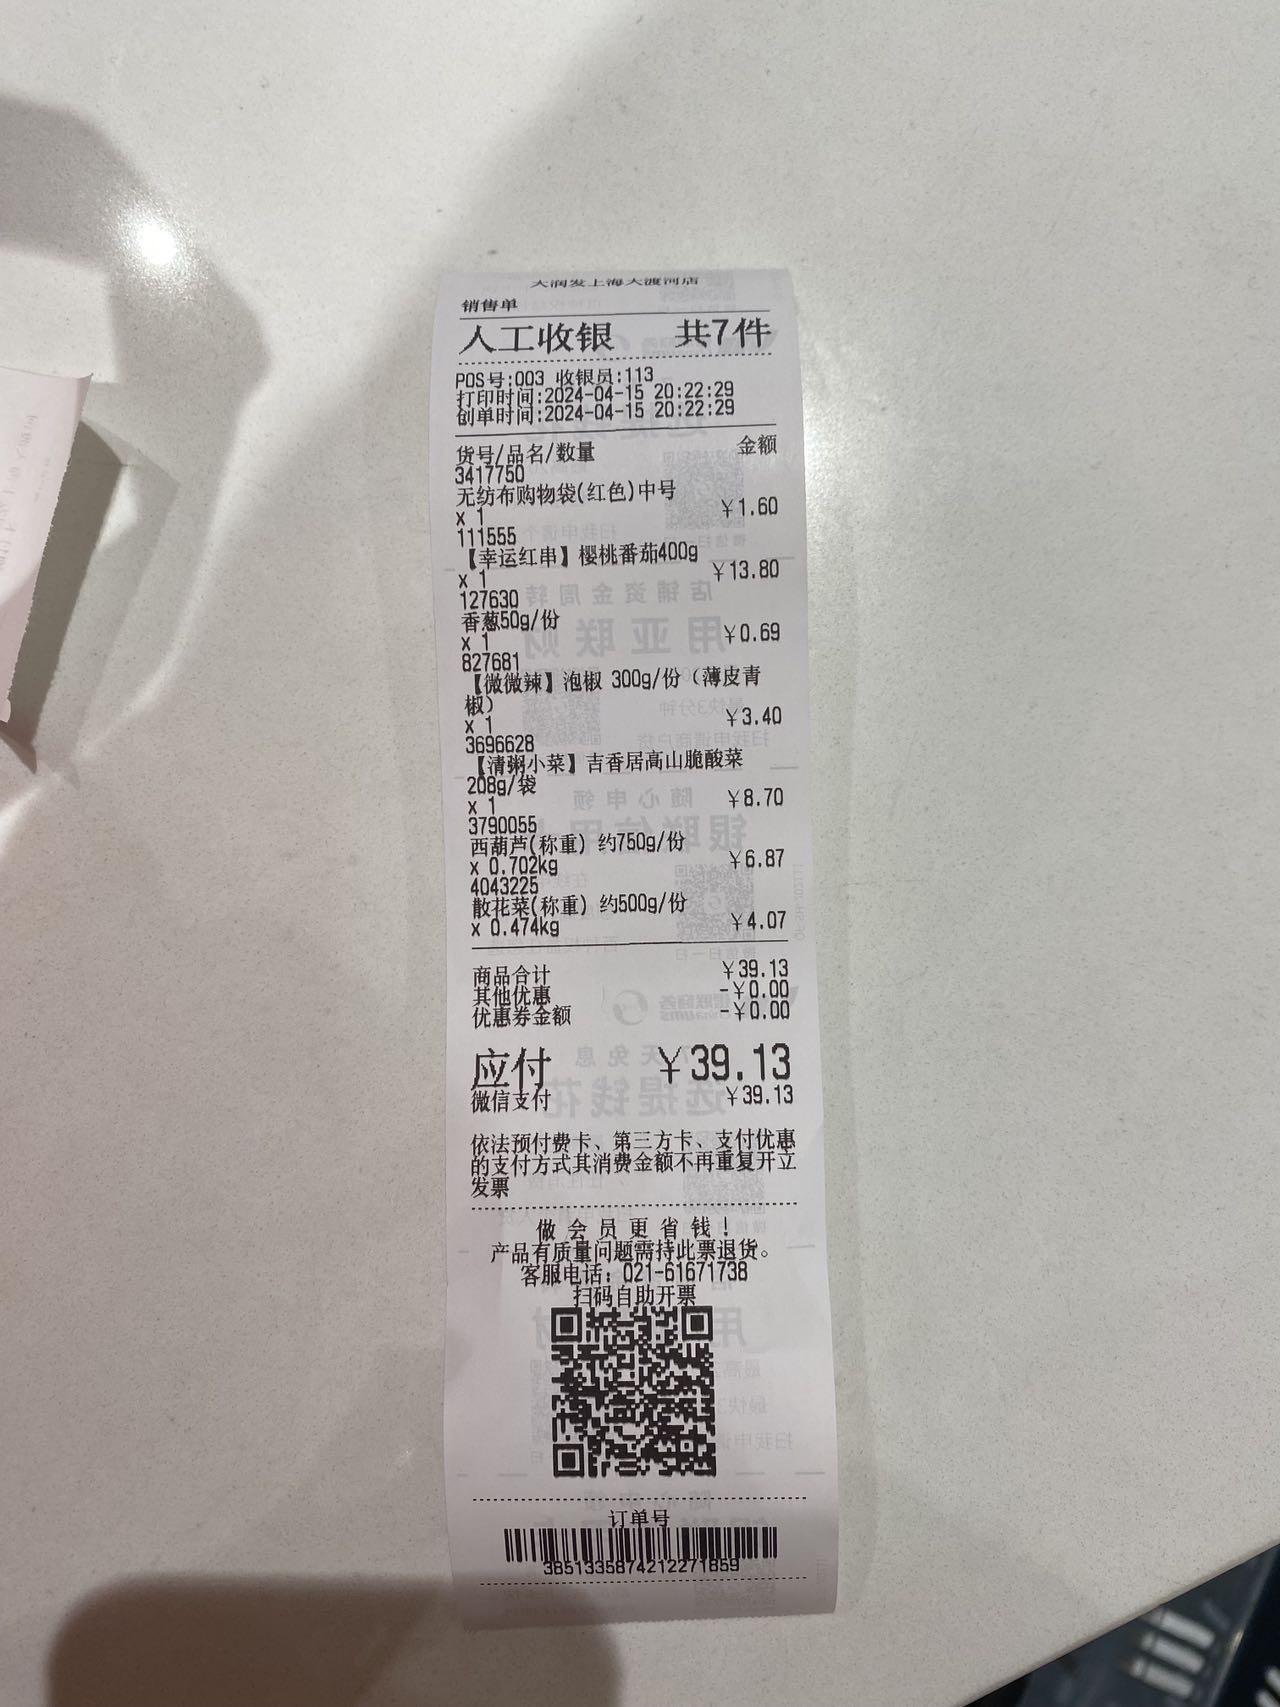 大润发上海大渡河店
销售单
人工收银 共7件
POS号:003 收银员:113
打印时间:2024-04-15 20:22:29
创单时间:2024-04-15 20:22:29
货号/品名/数量 金额
3417750
无纺布购物袋(红色)中号
x 1 ￥1.60
111555
【幸运红串】樱桃番茄400g
x 1 ￥13.80
127630
香葱50g/份
x 1 ￥0.69
827681
【微微辣】泡椒 300g/份（薄皮青
椒）
x 1 ￥3.40
3696628
【清粥小菜】吉香居高山脆酸菜
208g/袋
x 1 ￥8.70
3790055
西葫芦(称重) 约750g/份
x 0.702kg ￥6.87
4043225
散花菜(称重) 约500g/份
x 0.474kg ￥4.07
商品合计 ￥39.13
其他优惠 -￥0.00
优惠券金额 -￥0.00
应付 ￥39.13
微信支付 ￥39.13
依法预付费卡、第三方卡、支付优惠
的支付方式其消费金额不再重复开立
发票
做会员更省钱！
产品有质量问题需持此票退货。
客服电话：021-61671738
扫码自助开票
订单号
3851335874212271859